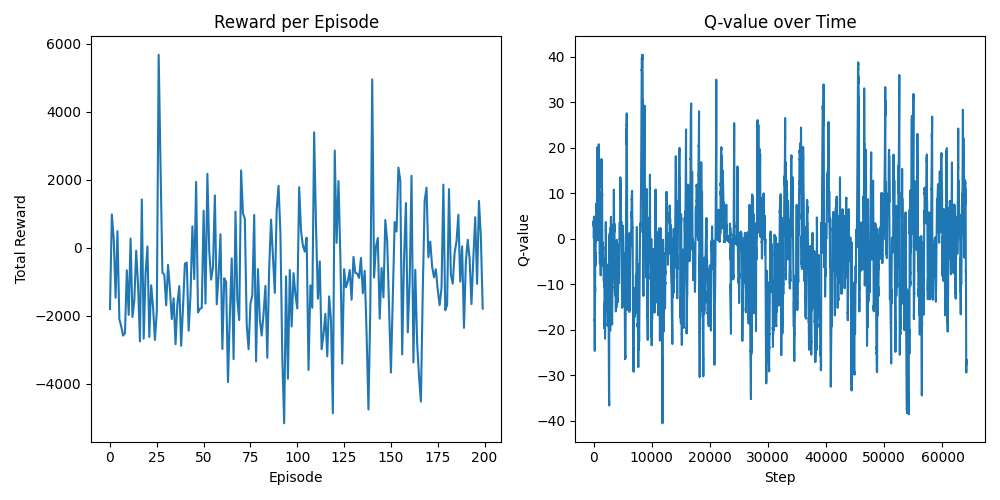 Reward per Episode
Total Reward
6000
4000
2000
0
−2000
−4000
0 25 50 75 100 125 150 175 200
Episode
Q-value over Time
Q-value
40
30
20
10
0
−10
−20
−30
−40
0 10000 20000 30000 40000 50000 60000
Step